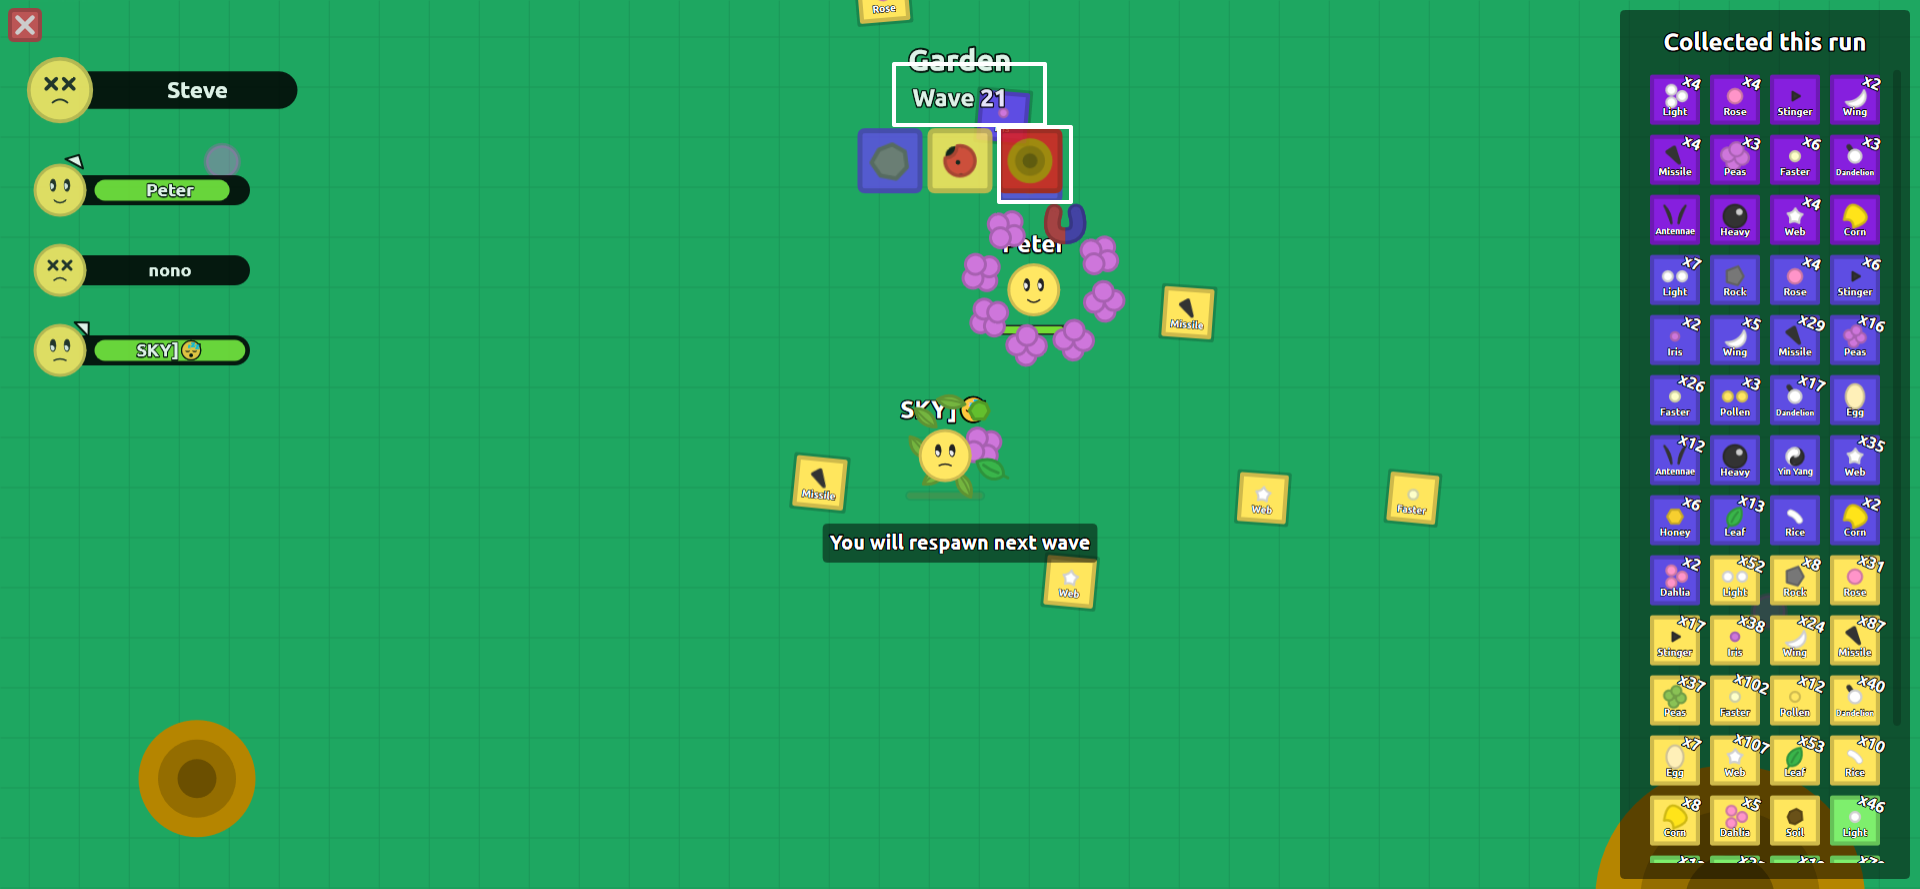 Rose
Garden
Wave 21
Steve
Peter
nono
SKY]😴
Peter
Missile
SKY]
Missile
Web
Faster
You will respawn next wave
Web
Collected this run
x4 x4 x2
Light Rose Stinger Wing
x4 x3 x6 x3
Missile Peas Faster Dandelion
x4
Antennae Heavy Web Corn
x7 x4 x6
Light Rock Rose Stinger
x2 x5 x29 x16
Iris Wing Missile Peas
x26 x3 x17
Faster Pollen Dandelion Egg
x12 x35
Antennae Heavy Yin Yang Web
x6 x13 x2
Honey Leaf Rice Corn
x2 x52 x8 x31
Dahlia Light Rock Rose
x17 x38 x24 x87
Stinger Iris Wing Missile
x37 x102 x12 x40
Peas Faster Pollen Dandelion
x7 x107 x53 x10
Egg Web Leaf Rice
x8 x5 x46
Corn Dahlia Soil Light